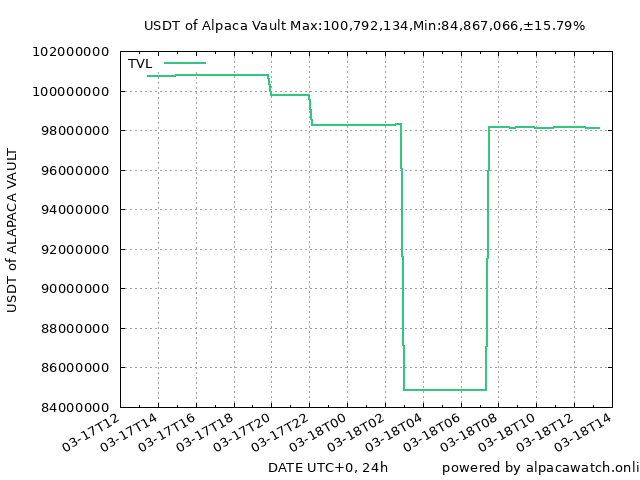 USDT of Alpaca Vault Max:100,792,134,Min:84,867,066,±15.79%
TVL
102000000
100000000
98000000
96000000
94000000
92000000
90000000
88000000
86000000
84000000
USDT of ALAPACA VAULT
03-17T12
03-17T14
03-17T16
03-17T18
03-17T20
03-17T22
03-18T00
03-18T02
03-18T04
03-18T06
03-18T08
03-18T10
03-18T12
03-18T14
DATE UTC+0, 24h
powered by alpacawatch.onli